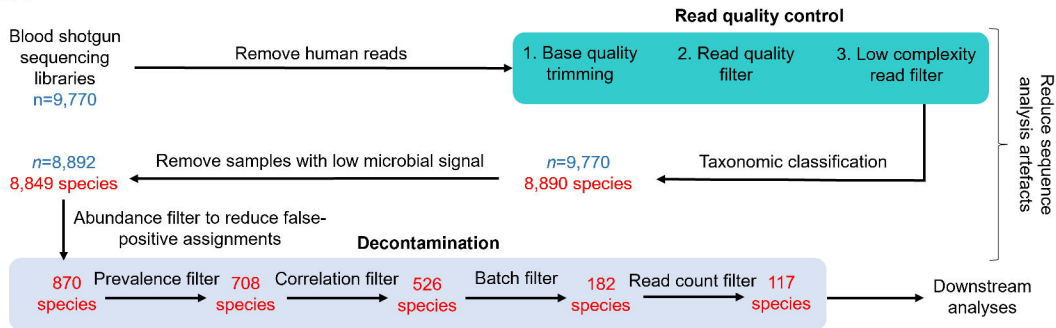 Read quality control
Blood shotgun
sequencing
libraries
n=9,770
Remove human reads
1. Base quality
trimming
2. Read quality
filter
3. Low complexity
read filter
Reduce sequence
analysis artefacts
n=8,892
8,849 species
Remove samples with low microbial signal
n=9,770
8,890 species
Taxonomic classification
Abundance filter to reduce false-
positive assignments
Decontamination
870
species
Prevalence filter
708
species
Correlation filter
526
species
Batch filter
182
species
Read count filter
117
species
Downstream
analyses